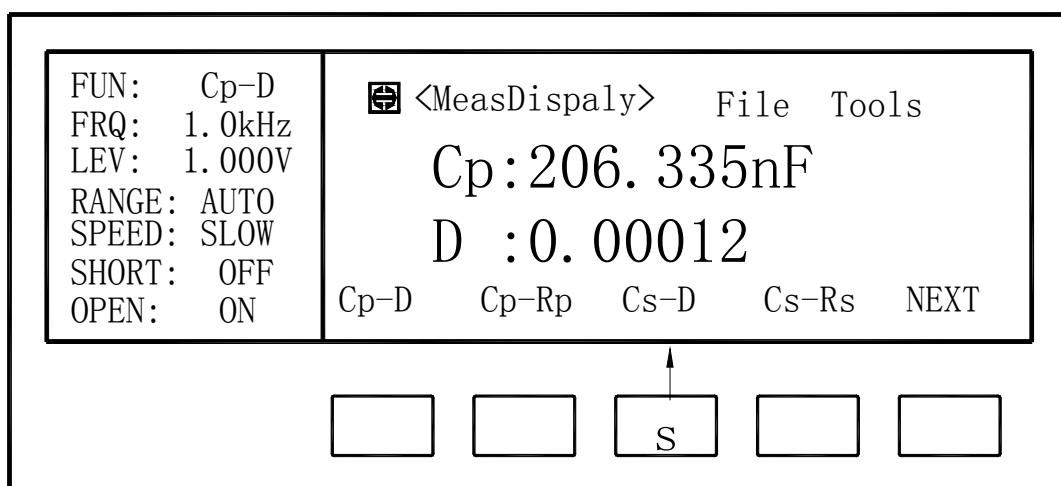 FUN: Cp-D
FRQ: 1.0kHz
LEV: 1.000V
RANGE: AUTO
SPEED: SLOW
SHORT: OFF
OPEN: ON
<MeasDispaly> File Tools
Cp:206.335nF
D :0.00012
Cp-D Cp-Rp Cs-D Cs-Rs NEXT
S